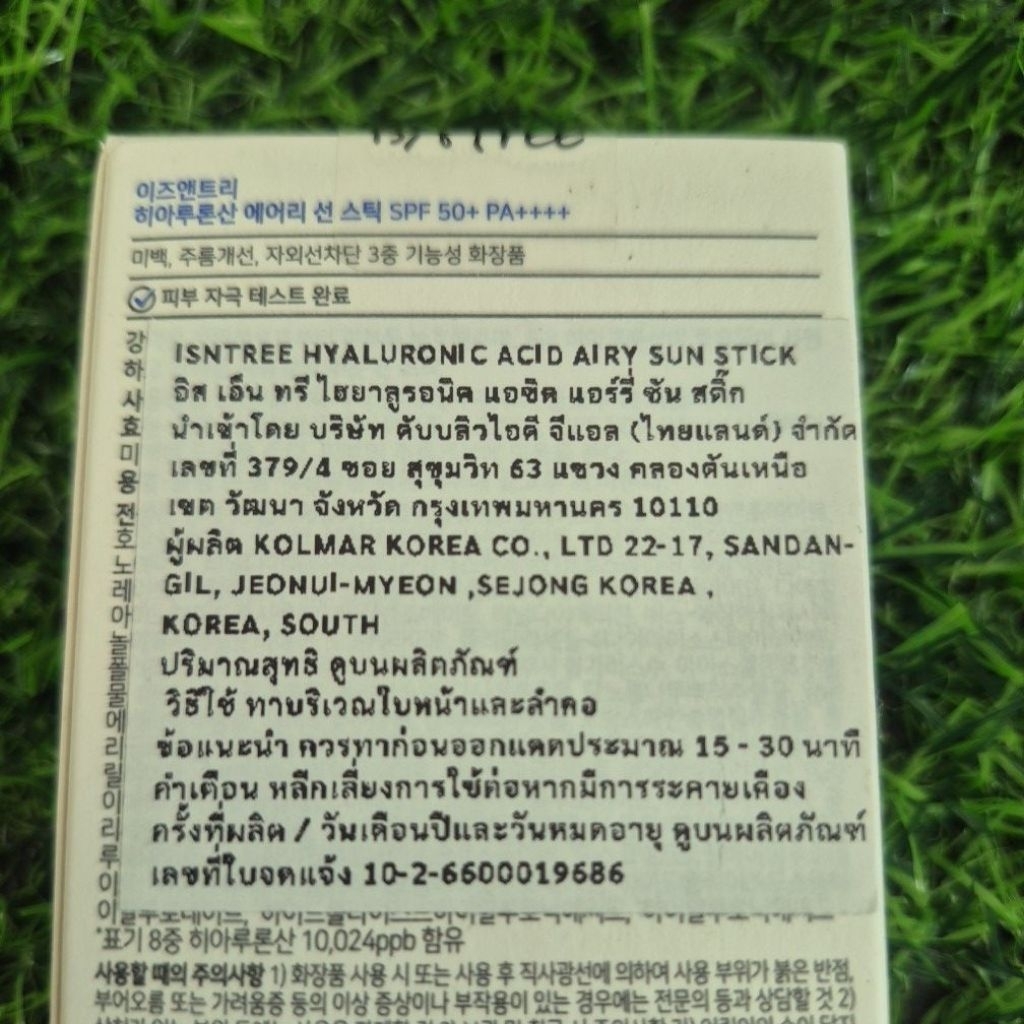 이즈앤트리
히아루론산 에어리 선 스틱 SPF 50+ PA++++
미백, 주름개선, 자외선차단 3중 기능성 화장품
피부 자극 테스트 완료
ISNTREE HYALURONIC ACID AIRY SUN STICK
อิส เอ็น ทรี ไฮยาลูรอนิค แอซิด แอร์รี่ ซัน สติ๊ก
นำเข้าโดย บริษัท ดับบลิวไอดี จีแอล (ไทยแลนด์) จำกัด
เลขที่ 379/4 ซอย สุขุมวิท 63 แขวง คลองตันเหนือ
เขต วัฒนา จังหวัด กรุงเทพมหานคร 10110
ผู้ผลิต KOLMAR KOREA CO., LTD 22-17, SANDAN-
GIL, JEONUI-MYEON ,SEJONG KOREA ,
KOREA, SOUTH
ปริมาณสุทธิ ดูบนผลิตภัณฑ์
วิธีใช้ ทาบริเวณใบหน้าและลำคอ
ข้อแนะนำ ควรทาก่อนออกแดดประมาณ 15 - 30 นาที
คำเตือน หลีกเลี่ยงการใช้ต่อหากมีการระคายเคือง
ครั้งที่ผลิต / วันเดือนปีและวันหมดอายุ ดูบนผลิตภัณฑ์
เลขที่ใบจดแจ้ง 10-2-6600019686
*표기 8중 히아루론산 10,024ppb 함유
사용할 때의 주의사항 1) 화장품 사용 시 또는 사용 후 직사광선에 의하여 사용 부위가 붉은 반점,
부어오름 또는 가려움증 등의 이상 증상이나 부작용이 있는 경우에는 전문의 등과 상담할 것 2)